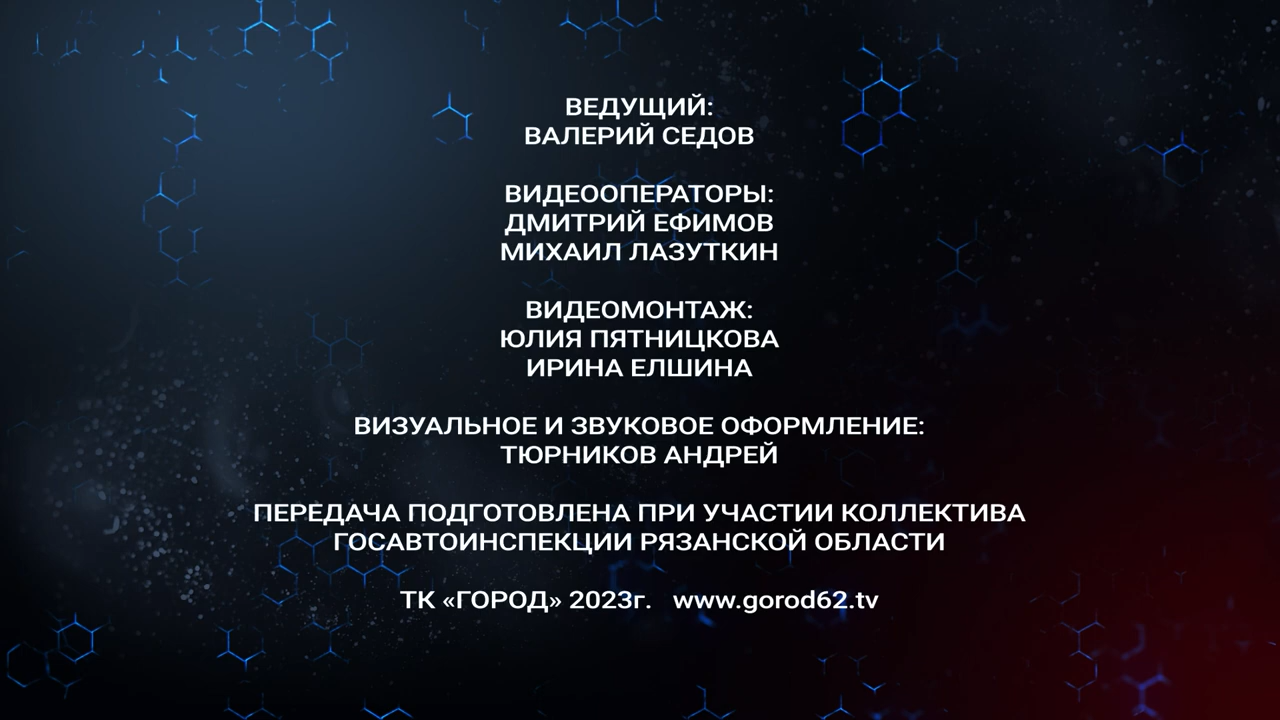 ВЕДУЩИЙ:
ВАЛЕРИЙ СЕДОВ
ВИДЕООПЕРАТОРЫ:
ДМИТРИЙ ЕФИМОВ
МИХАИЛ ЛАЗУТКИН
ВИДЕОМОНТАЖ:
ЮЛИЯ ПЯТНИЦКОВА
ИРИНА ЕЛШИНА
ВИЗУАЛЬНОЕ И ЗВУКОВОЕ ОФОРМЛЕНИЕ:
ТЮРНИКОВ АНДРЕЙ
ПЕРЕДАЧА ПОДГОТОВЛЕНА ПРИ УЧАСТИИ КОЛЛЕКТИВА
ГОСАВТОИНСПЕКЦИИ РЯЗАНСКОЙ ОБЛАСТИ
ТК «ГОРОД» 2023г. www.gorod62.tv